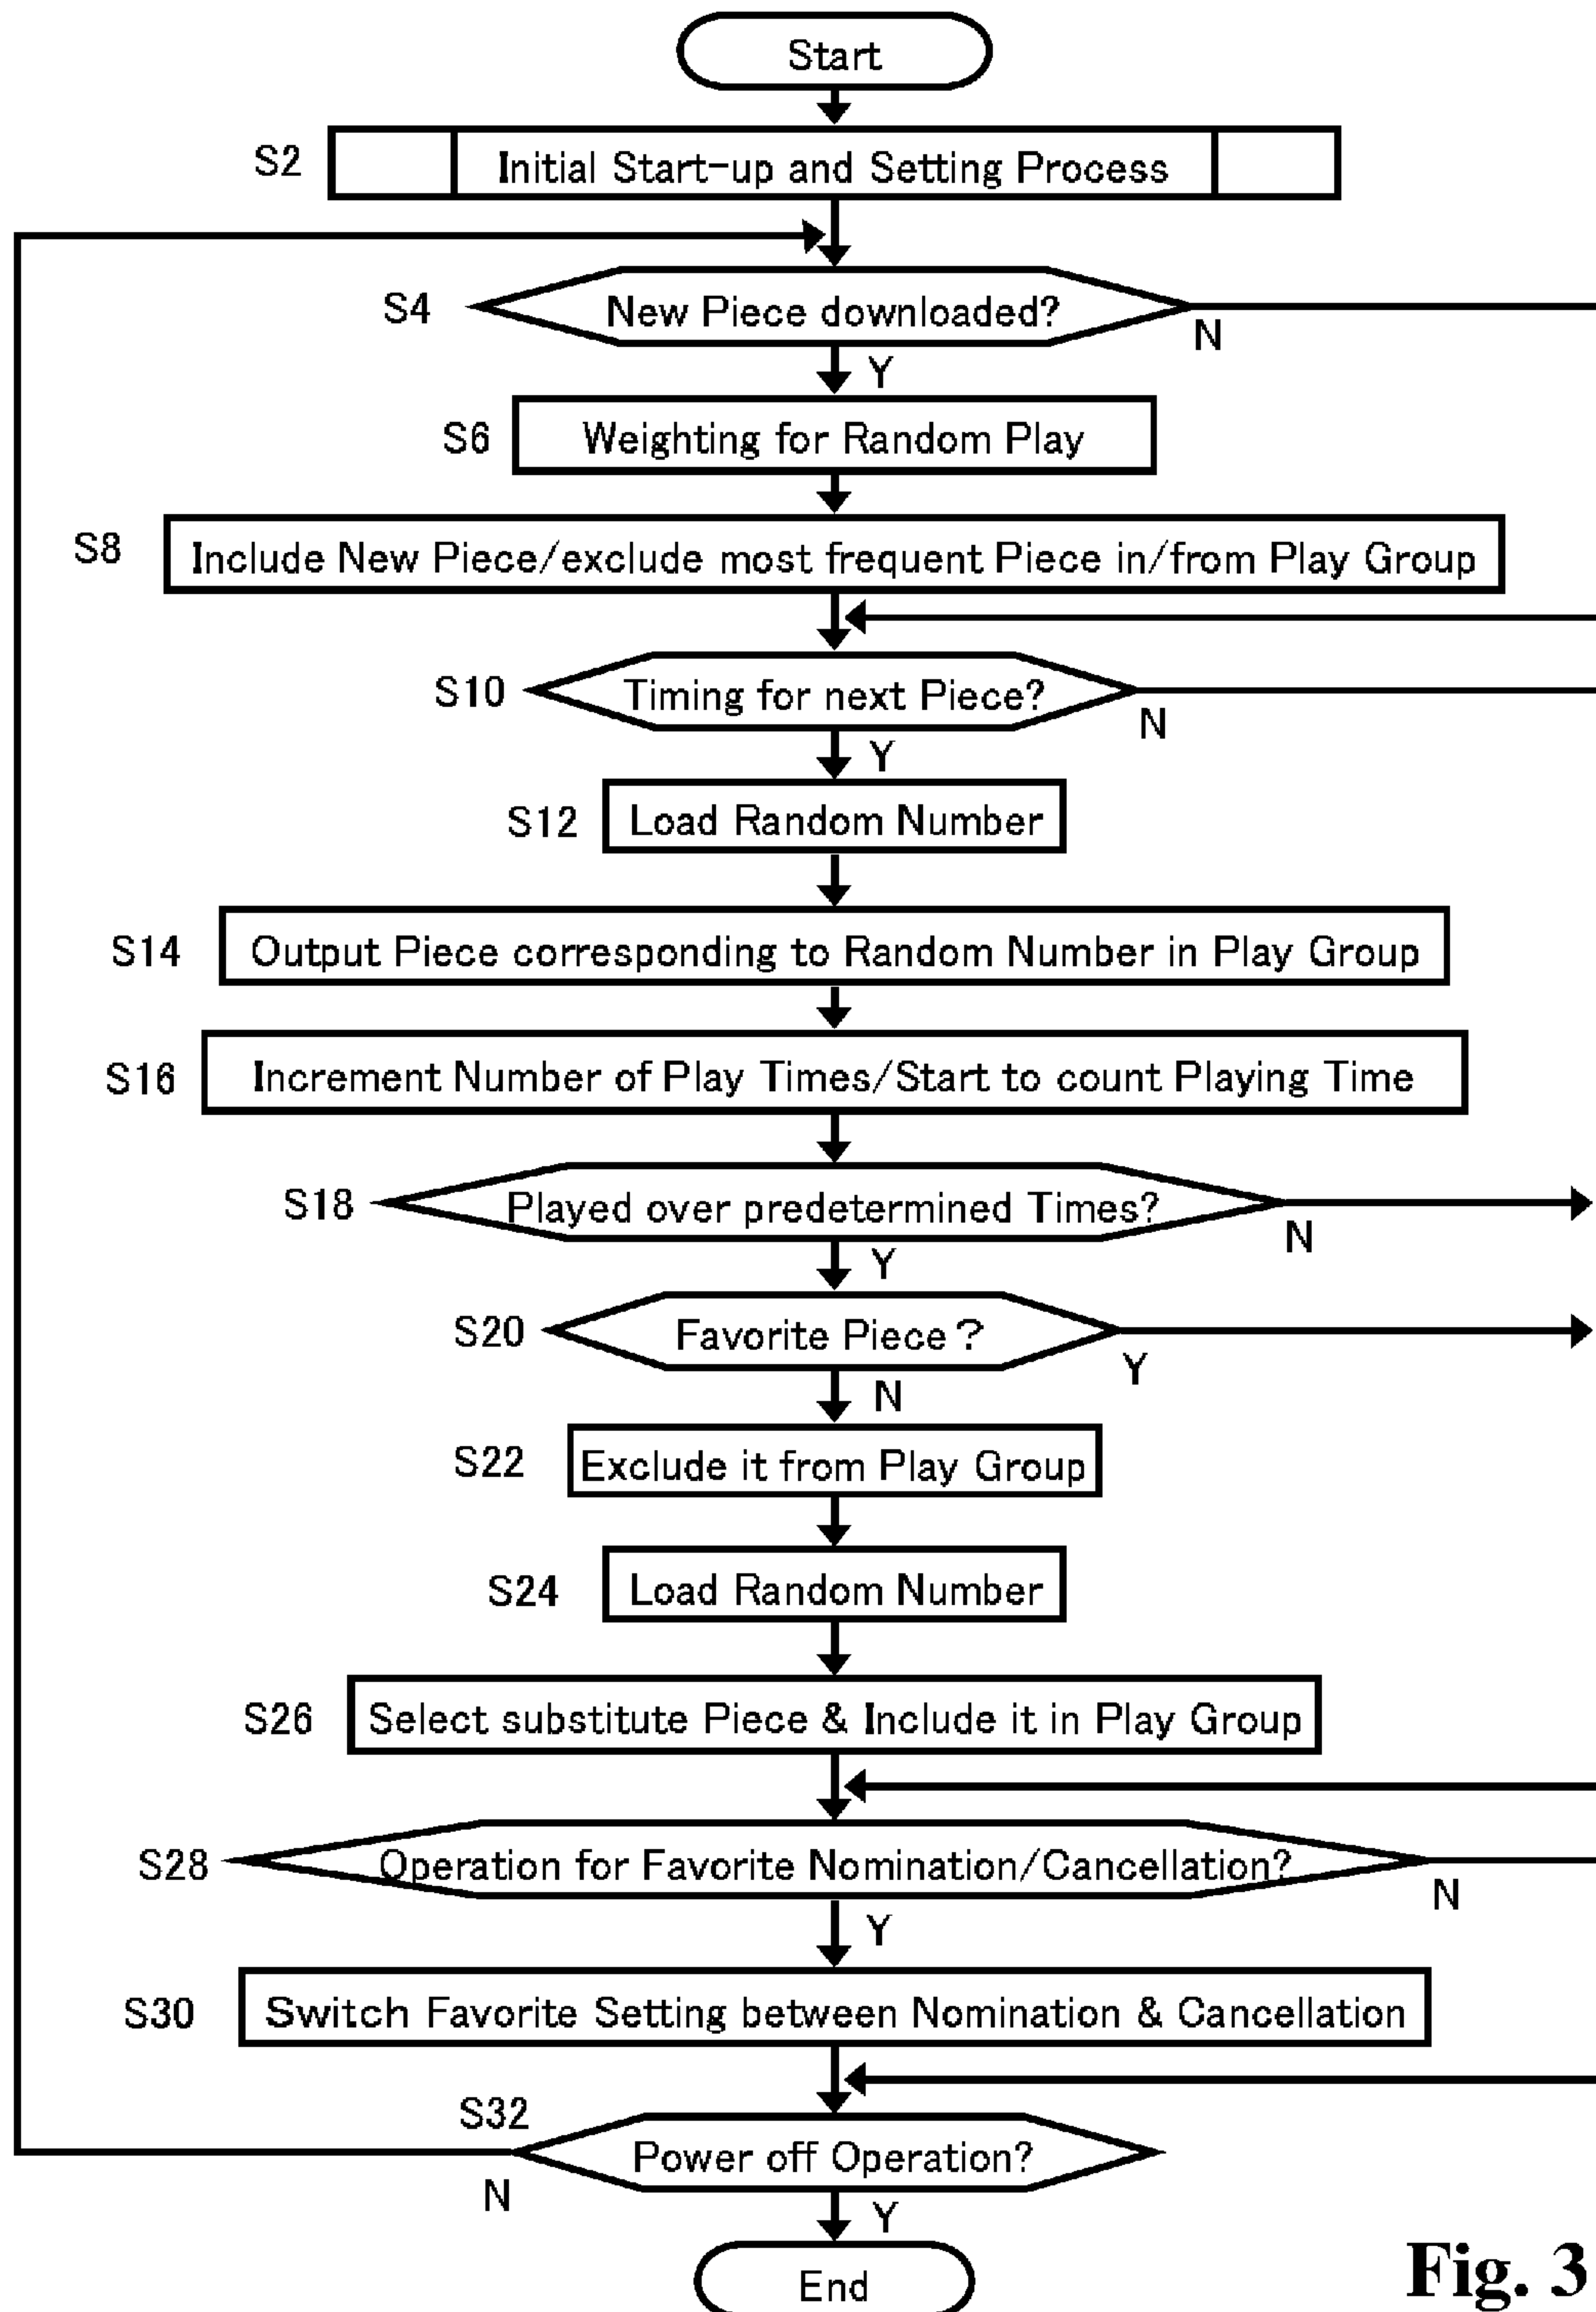 Start
S2
Initial Start-up and Setting Process
S4
New Piece downloaded?
N
Y
S6
Weighting for Random Play
S8
Include New Piece/exclude most frequent Piece in/from Play Group
S10
Timing for next Piece?
N
Y
S12
Load Random Number
S14
Output Piece corresponding to Random Number in Play Group
S16
Increment Number of Play Times/Start to count Playing Time
S18
Played over predetermined Times?
N
Y
S20
Favorite Piece?
Y
N
S22
Exclude it from Play Group
S24
Load Random Number
S26
Select substitute Piece & Include it in Play Group
S28
Operation for Favorite Nomination/Cancellation?
N
Y
S30
Switch Favorite Setting between Nomination & Cancellation
S32
Power off Operation?
N
Y
End
Fig. 3